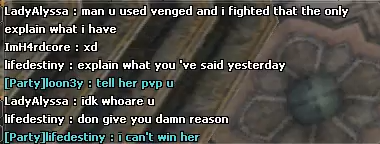 LadyAlyssa : man u used venged and i fighted that the only
explain what i have
ImH4rdcore : xd
lifedestiny : explain what you 've said yesterday
[Party]loon3y : tell her pvp u
LadyAlyssa : idk whoare u
lifedestiny : don give you damn reason
[Party]lifedestiny : i can't win her